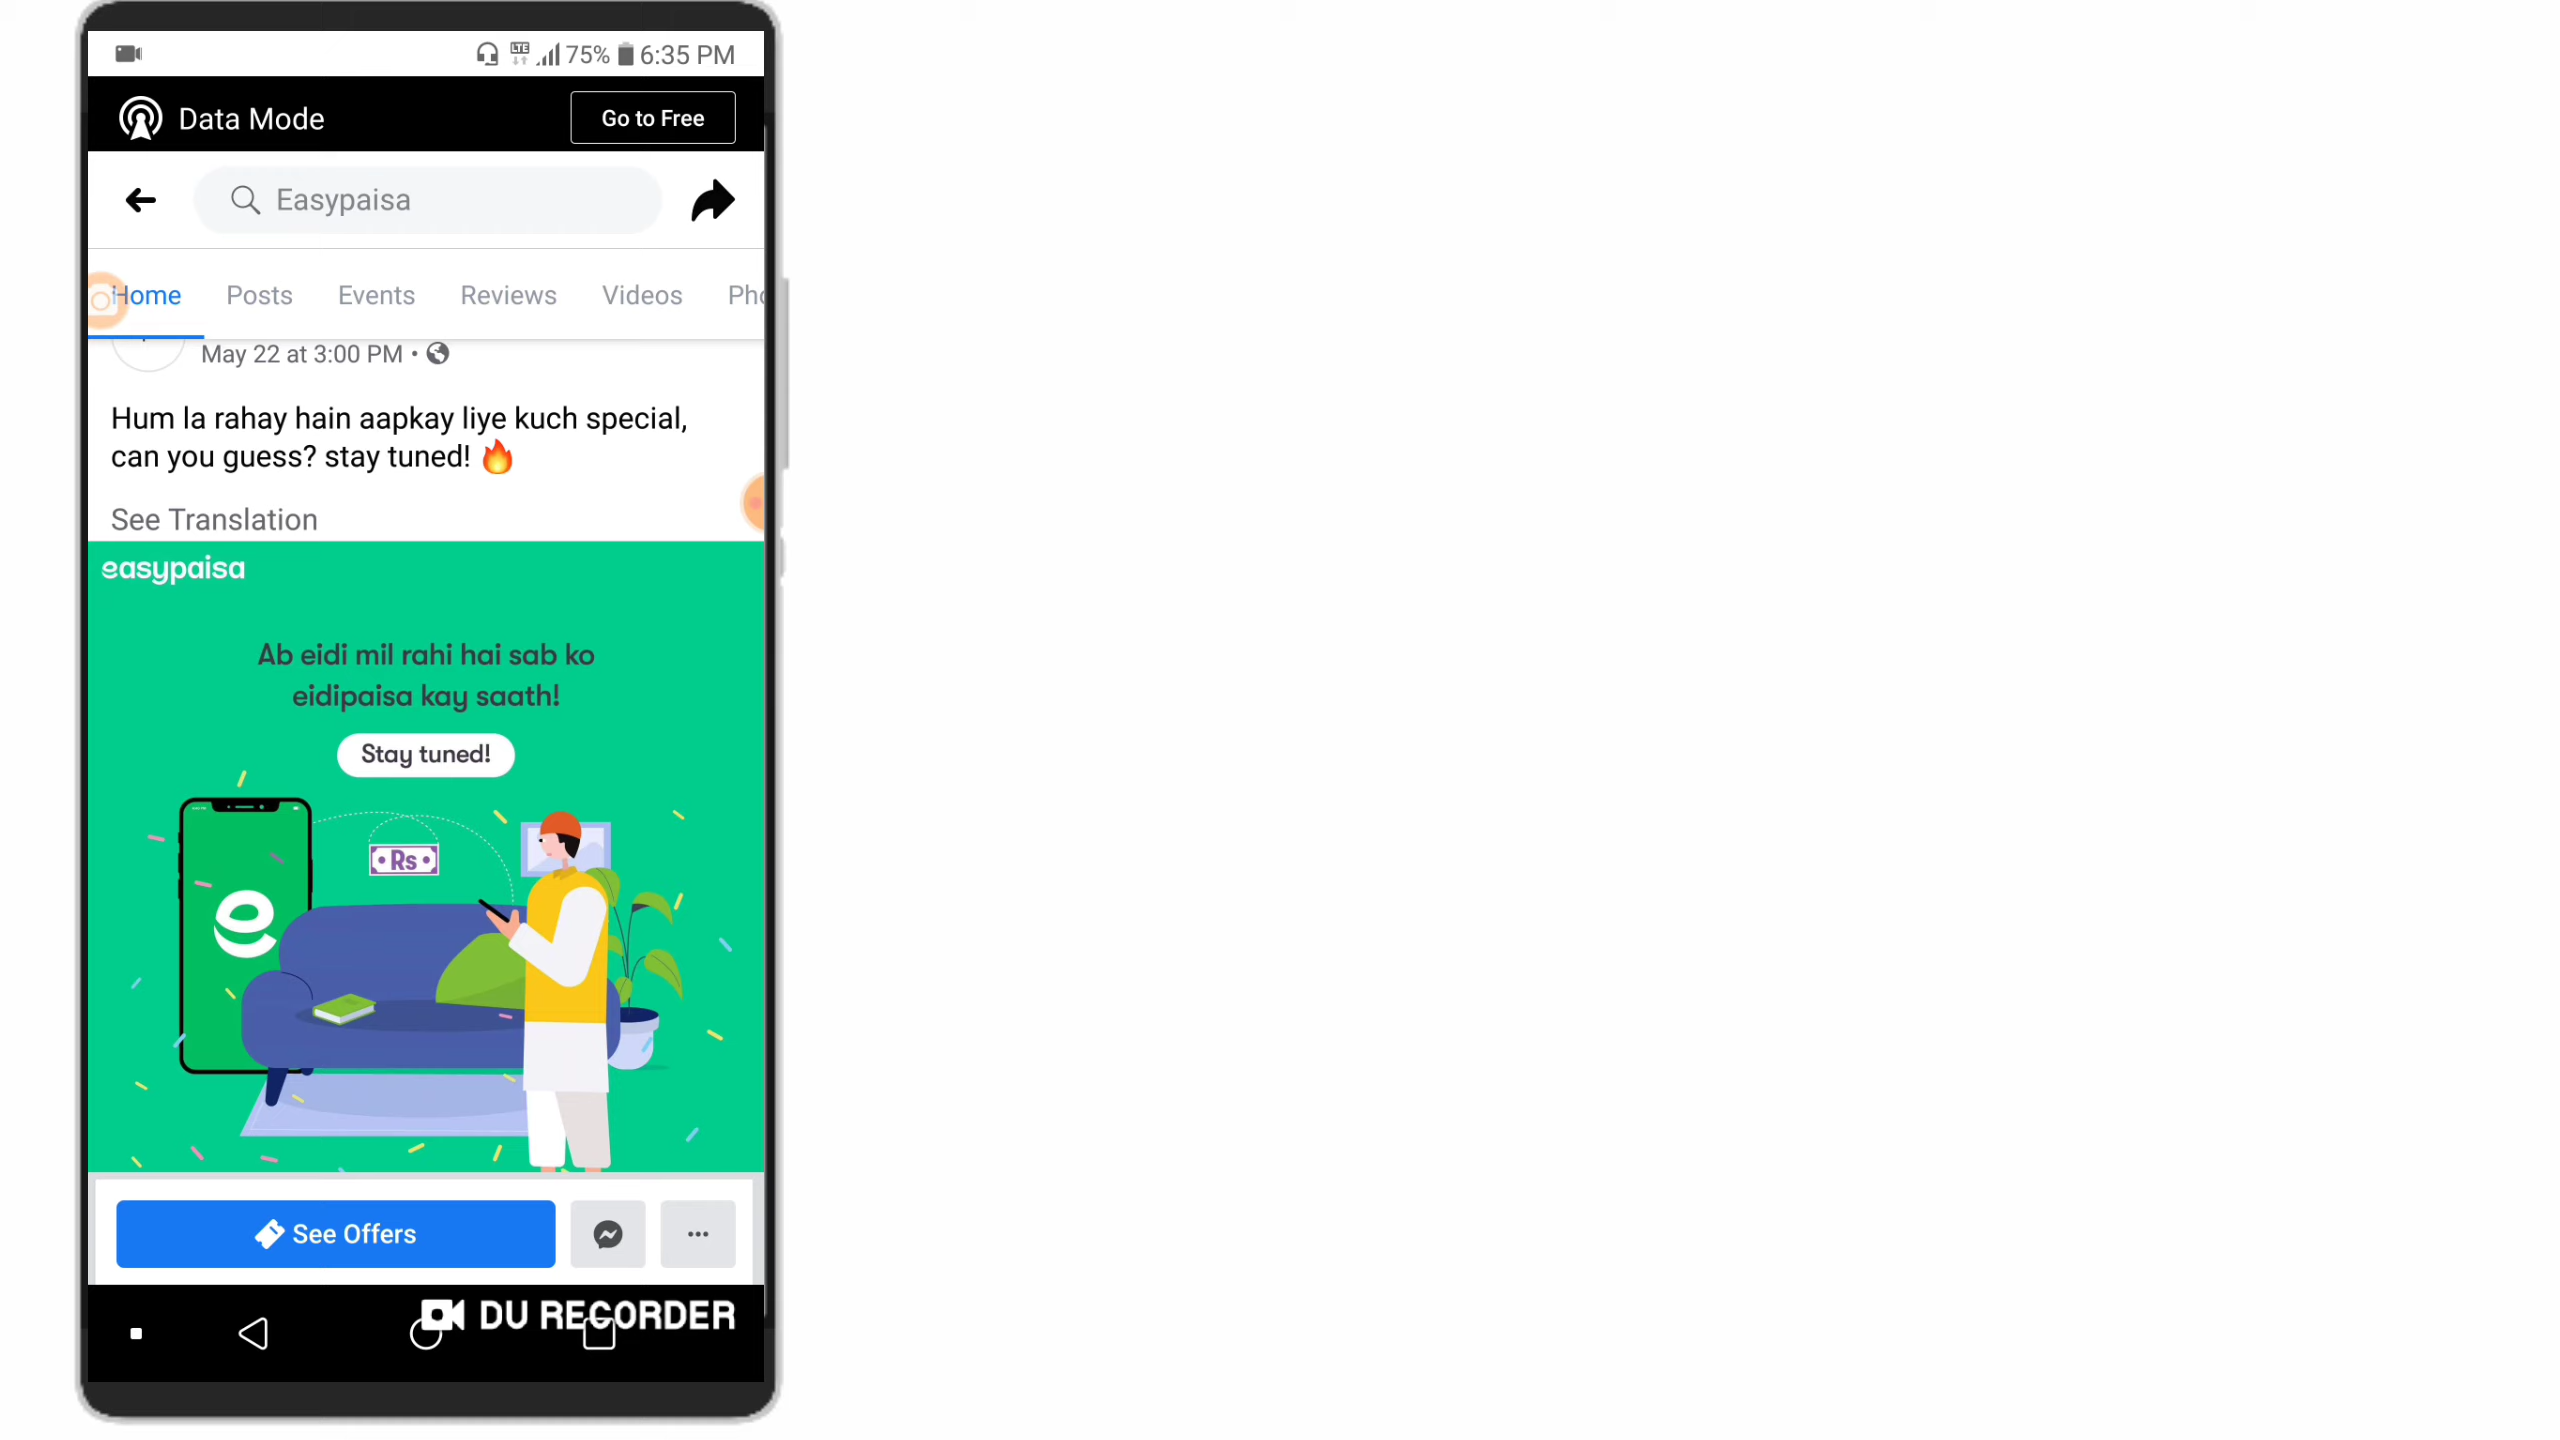 LTE 75% 6:35 PM
Data Mode
Go to Free
Easypaisa
Home Posts Events Reviews Videos Pho
May 22 at 3:00 PM •
Hum la rahay hain aapkay liye kuch special,
can you guess? stay tuned! 🔥
See Translation
easypaisa
Ab eidi mil rahi hai sab ko
eidipaisa kay saath!
Stay tuned!
• Rs •
e
See Offers
DU RECORDER